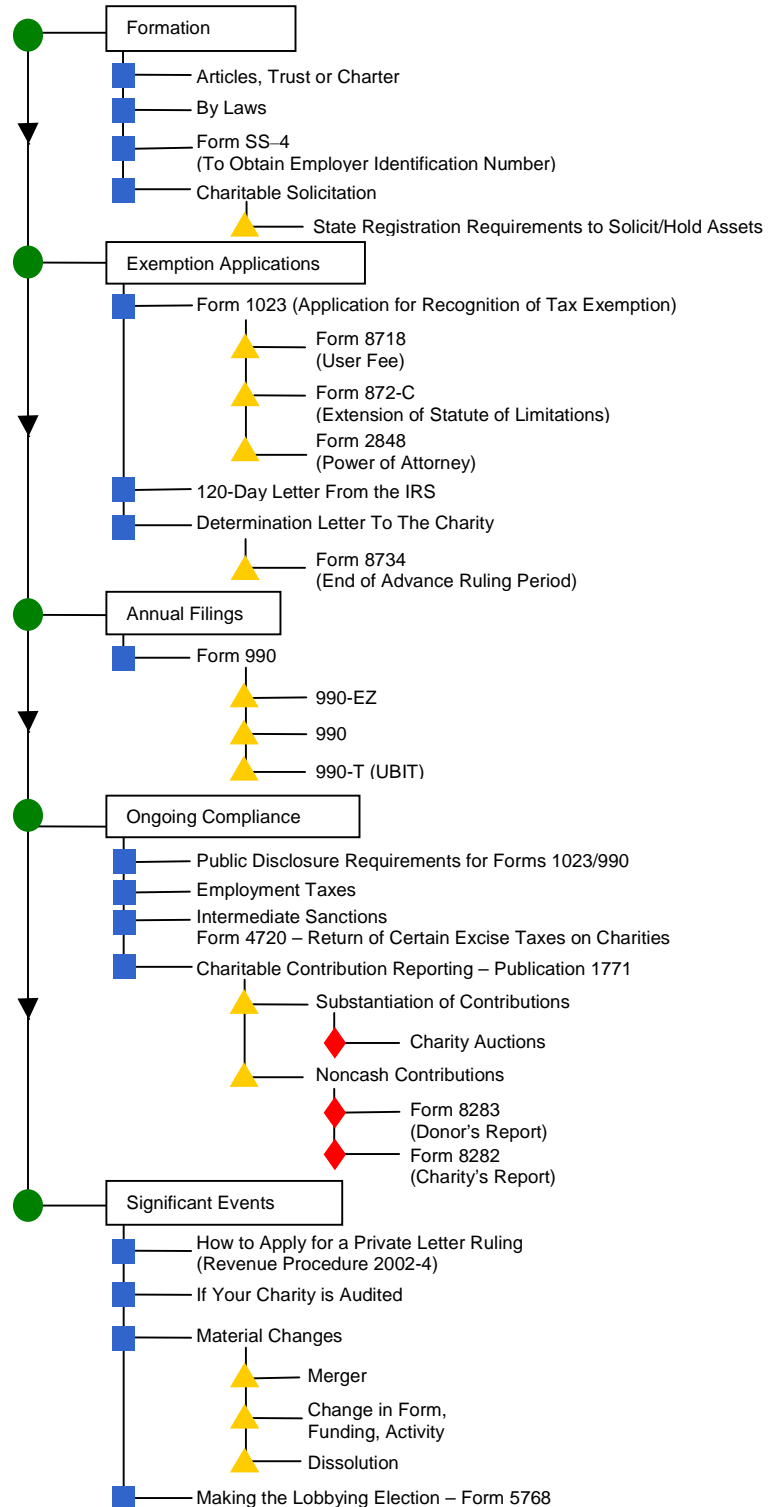 Formation
Articles, Trust or Charter
By Laws
Form SS–4
(To Obtain Employer Identification Number)
Charitable Solicitation
State Registration Requirements to Solicit/Hold Assets
Exemption Applications
Form 1023 (Application for Recognition of Tax Exemption)
Form 8718
(User Fee)
Form 872-C
(Extension of Statute of Limitations)
Form 2848
(Power of Attorney)
120-Day Letter From the IRS
Determination Letter To The Charity
Form 8734
(End of Advance Ruling Period)
Annual Filings
Form 990
990-EZ
990
990-T (UBIT)
Ongoing Compliance
Public Disclosure Requirements for Forms 1023/990
Employment Taxes
Intermediate Sanctions
Form 4720 – Return of Certain Excise Taxes on Charities
Charitable Contribution Reporting – Publication 1771
Substantiation of Contributions
Charity Auctions
Noncash Contributions
Form 8283
(Donor's Report)
Form 8282
(Charity's Report)
Significant Events
How to Apply for a Private Letter Ruling
(Revenue Procedure 2002-4)
If Your Charity is Audited
Material Changes
Merger
Change in Form,
Funding, Activity
Dissolution
Making the Lobbying Election – Form 5768